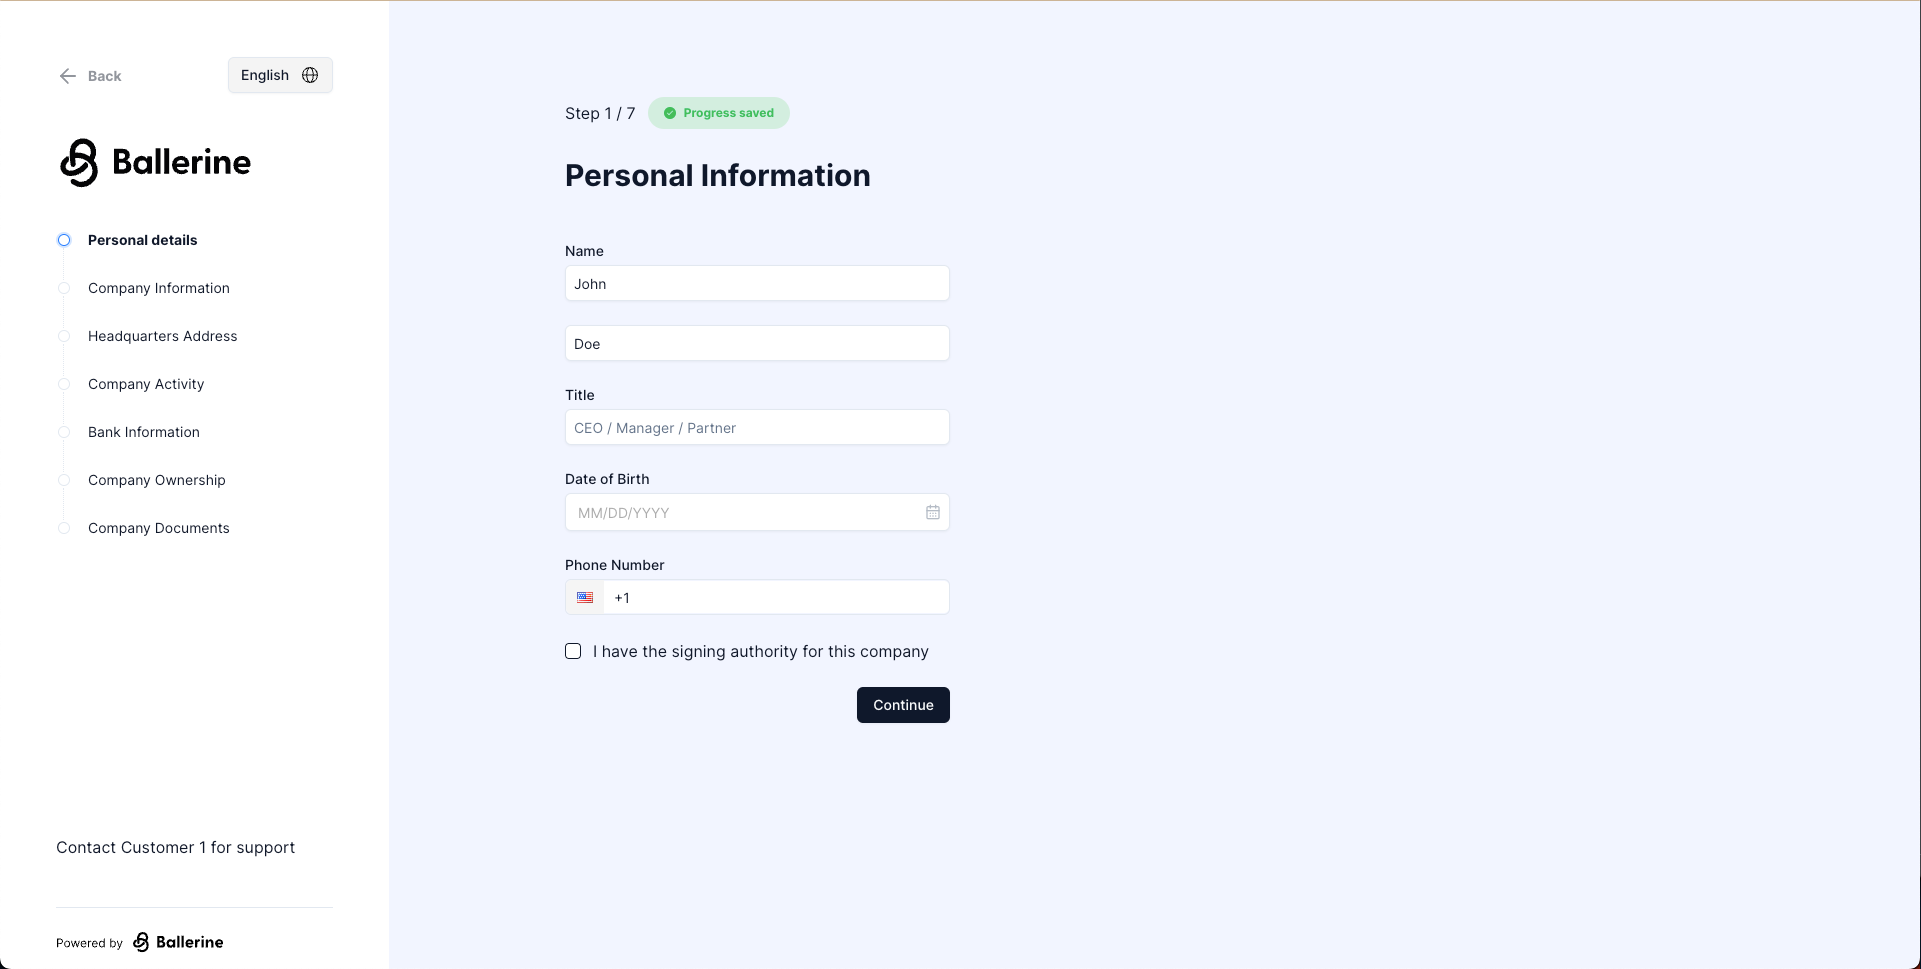 Back
English
Ballerine
Personal details
Company Information
Headquarters Address
Company Activity
Bank Information
Company Ownership
Company Documents
Contact Customer 1 for support
Powered by Ballerine
Step 1 / 7 Progress saved
Personal Information
Name
John
Doe
Title
CEO / Manager / Partner
Date of Birth
MM/DD/YYYY
Phone Number
+1
I have the signing authority for this company
Continue